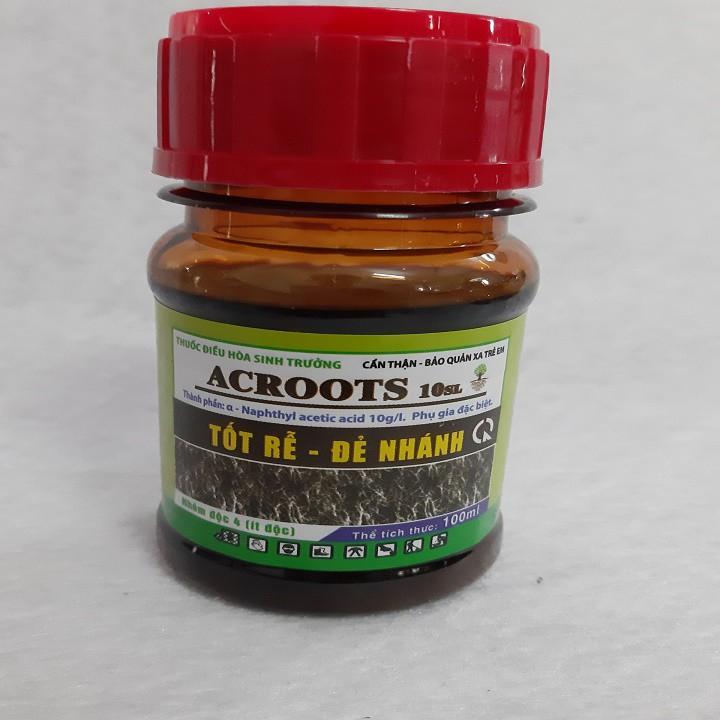 THUỐC ĐIỀU HÒA SINH TRƯỞNG
CẨN THẬN - BẢO QUẢN XA TRẺ EM
ACROOTS 10SL
Thành phần: α - Naphthyl acetic acid 10g/l. Phụ gia đặc biệt.
TỐT RỄ - ĐẺ NHÁNH
Nhóm độc 4 (ít độc)
Thể tích thực: 100ml